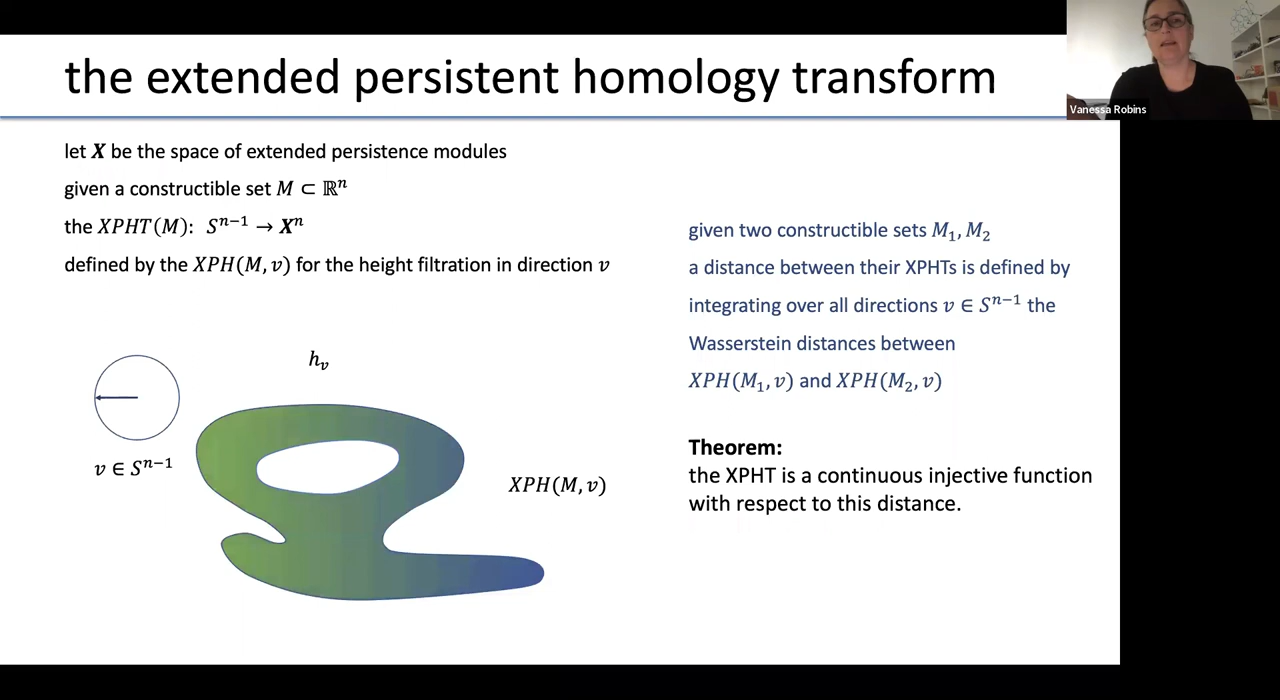 the extended persistent homology transform
Vanessa Robins
let X be the space of extended persistence modules
given a constructible set M ⊂ ℝⁿ
the XPHT(M): Sⁿ⁻¹ → Xⁿ
defined by the XPH(M, v) for the height filtration in direction v
given two constructible sets M₁, M₂
a distance between their XPHTs is defined by
integrating over all directions v ∈ Sⁿ⁻¹ the
Wasserstein distances between
XPH(M₁, v) and XPH(M₂, v)
hᵥ
v ∈ Sⁿ⁻¹
XPH(M, v)
Theorem:
the XPHT is a continuous injective function
with respect to this distance.